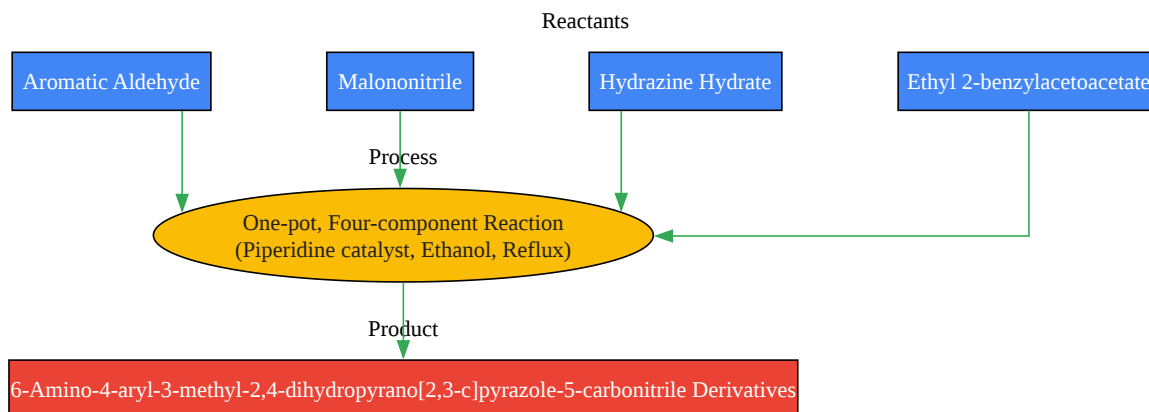 Reactants
Aromatic Aldehyde
Malononitrile
Hydrazine Hydrate
Ethyl 2-benzylacetoacetate
Process
One-pot, Four-component Reaction
(Piperidine catalyst, Ethanol, Reflux)
Product
6-Amino-4-aryl-3-methyl-2,4-dihydropyrano[2,3-c]pyrazole-5-carbonitrile Derivatives